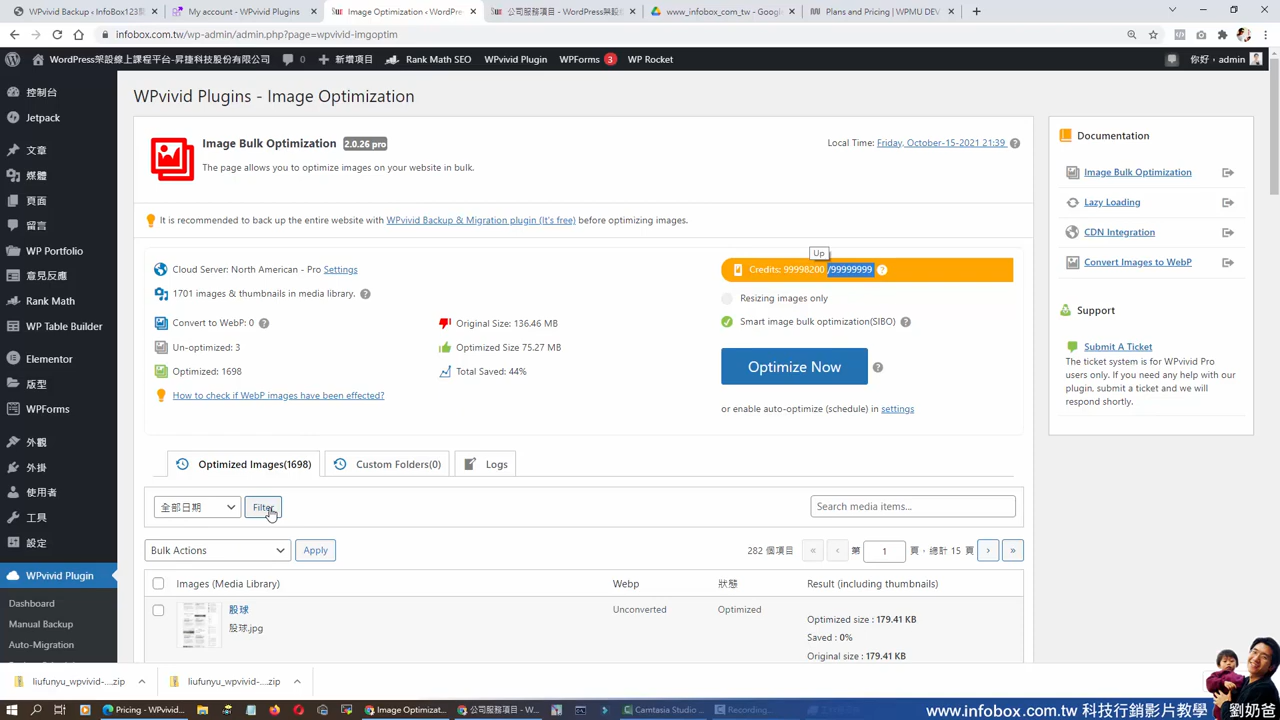 WPvivid Backup - InfoBox123架
My account - WPvivid Plugins
Image Optimization ‹ WordPre
公司服務項目 - WordPress架設
www_infobox_com_tw - Google
Plans and Pricing | WPMU DEV
infobox.com.tw/wp-admin/admin.php?page=wpvivid-imgoptim
WordPress架設線上課程平台-昇捷科技股份有限公司
0
新增項目
Rank Math SEO
WPvivid Plugin
WPForms
3
WP Rocket
你好，admin
控制台
Jetpack
文章
媒體
頁面
留言
WP Portfolio
意見反應
Rank Math
WP Table Builder
Elementor
版型
WPForms
外觀
外掛
使用者
工具
設定
WPvivid Plugin
Dashboard
Manual Backup
Auto-Migration
WPvivid Plugins - Image Optimization
Image Bulk Optimization 2.0.26 pro
The page allows you to optimize images on your website in bulk.
Local Time: Friday, October-15-2021 21:39
It is recommended to back up the entire website with WPvivid Backup & Migration plugin (It's free) before optimizing images.
Cloud Server: North American - Pro Settings
1701 images & thumbnails in media library.
Convert to WebP: 0
Un-optimized: 3
Optimized: 1698
How to check if WebP images have been effected?
Original Size: 136.46 MB
Optimized Size 75.27 MB
Total Saved: 44%
Up
Credits: 99998200 /99999999
Resizing images only
Smart image bulk optimization(SIBO)
Optimize Now
or enable auto-optimize (schedule) in settings
Optimized Images(1698)
Custom Folders(0)
Logs
全部日期
Filter
Search media items...
Bulk Actions
Apply
282 個項目 « ‹ 第 1 頁，總計 15 頁 › »
Images (Media Library)
Webp
狀態
Result (including thumbnails)
股球
股球.jpg
Unconverted
Optimized
Optimized size : 179.41 KB
Saved : 0%
Original size : 179.41 KB
Documentation
Image Bulk Optimization
Lazy Loading
CDN Integration
Convert Images to WebP
Support
Submit A Ticket
The ticket system is for WPvivid Pro
users only. If you need any help with our
plugin, submit a ticket and we will
respond shortly.
liufunyu_wpvivid-....zip
liufunyu_wpvivid-....zip
Pricing - WPvivid ...
Image Optimizati...
公司服務項目 - W...
Camtasia Studio ...
Recording...
www.infobox.com.tw 科技行銷影片教學
劉奶爸